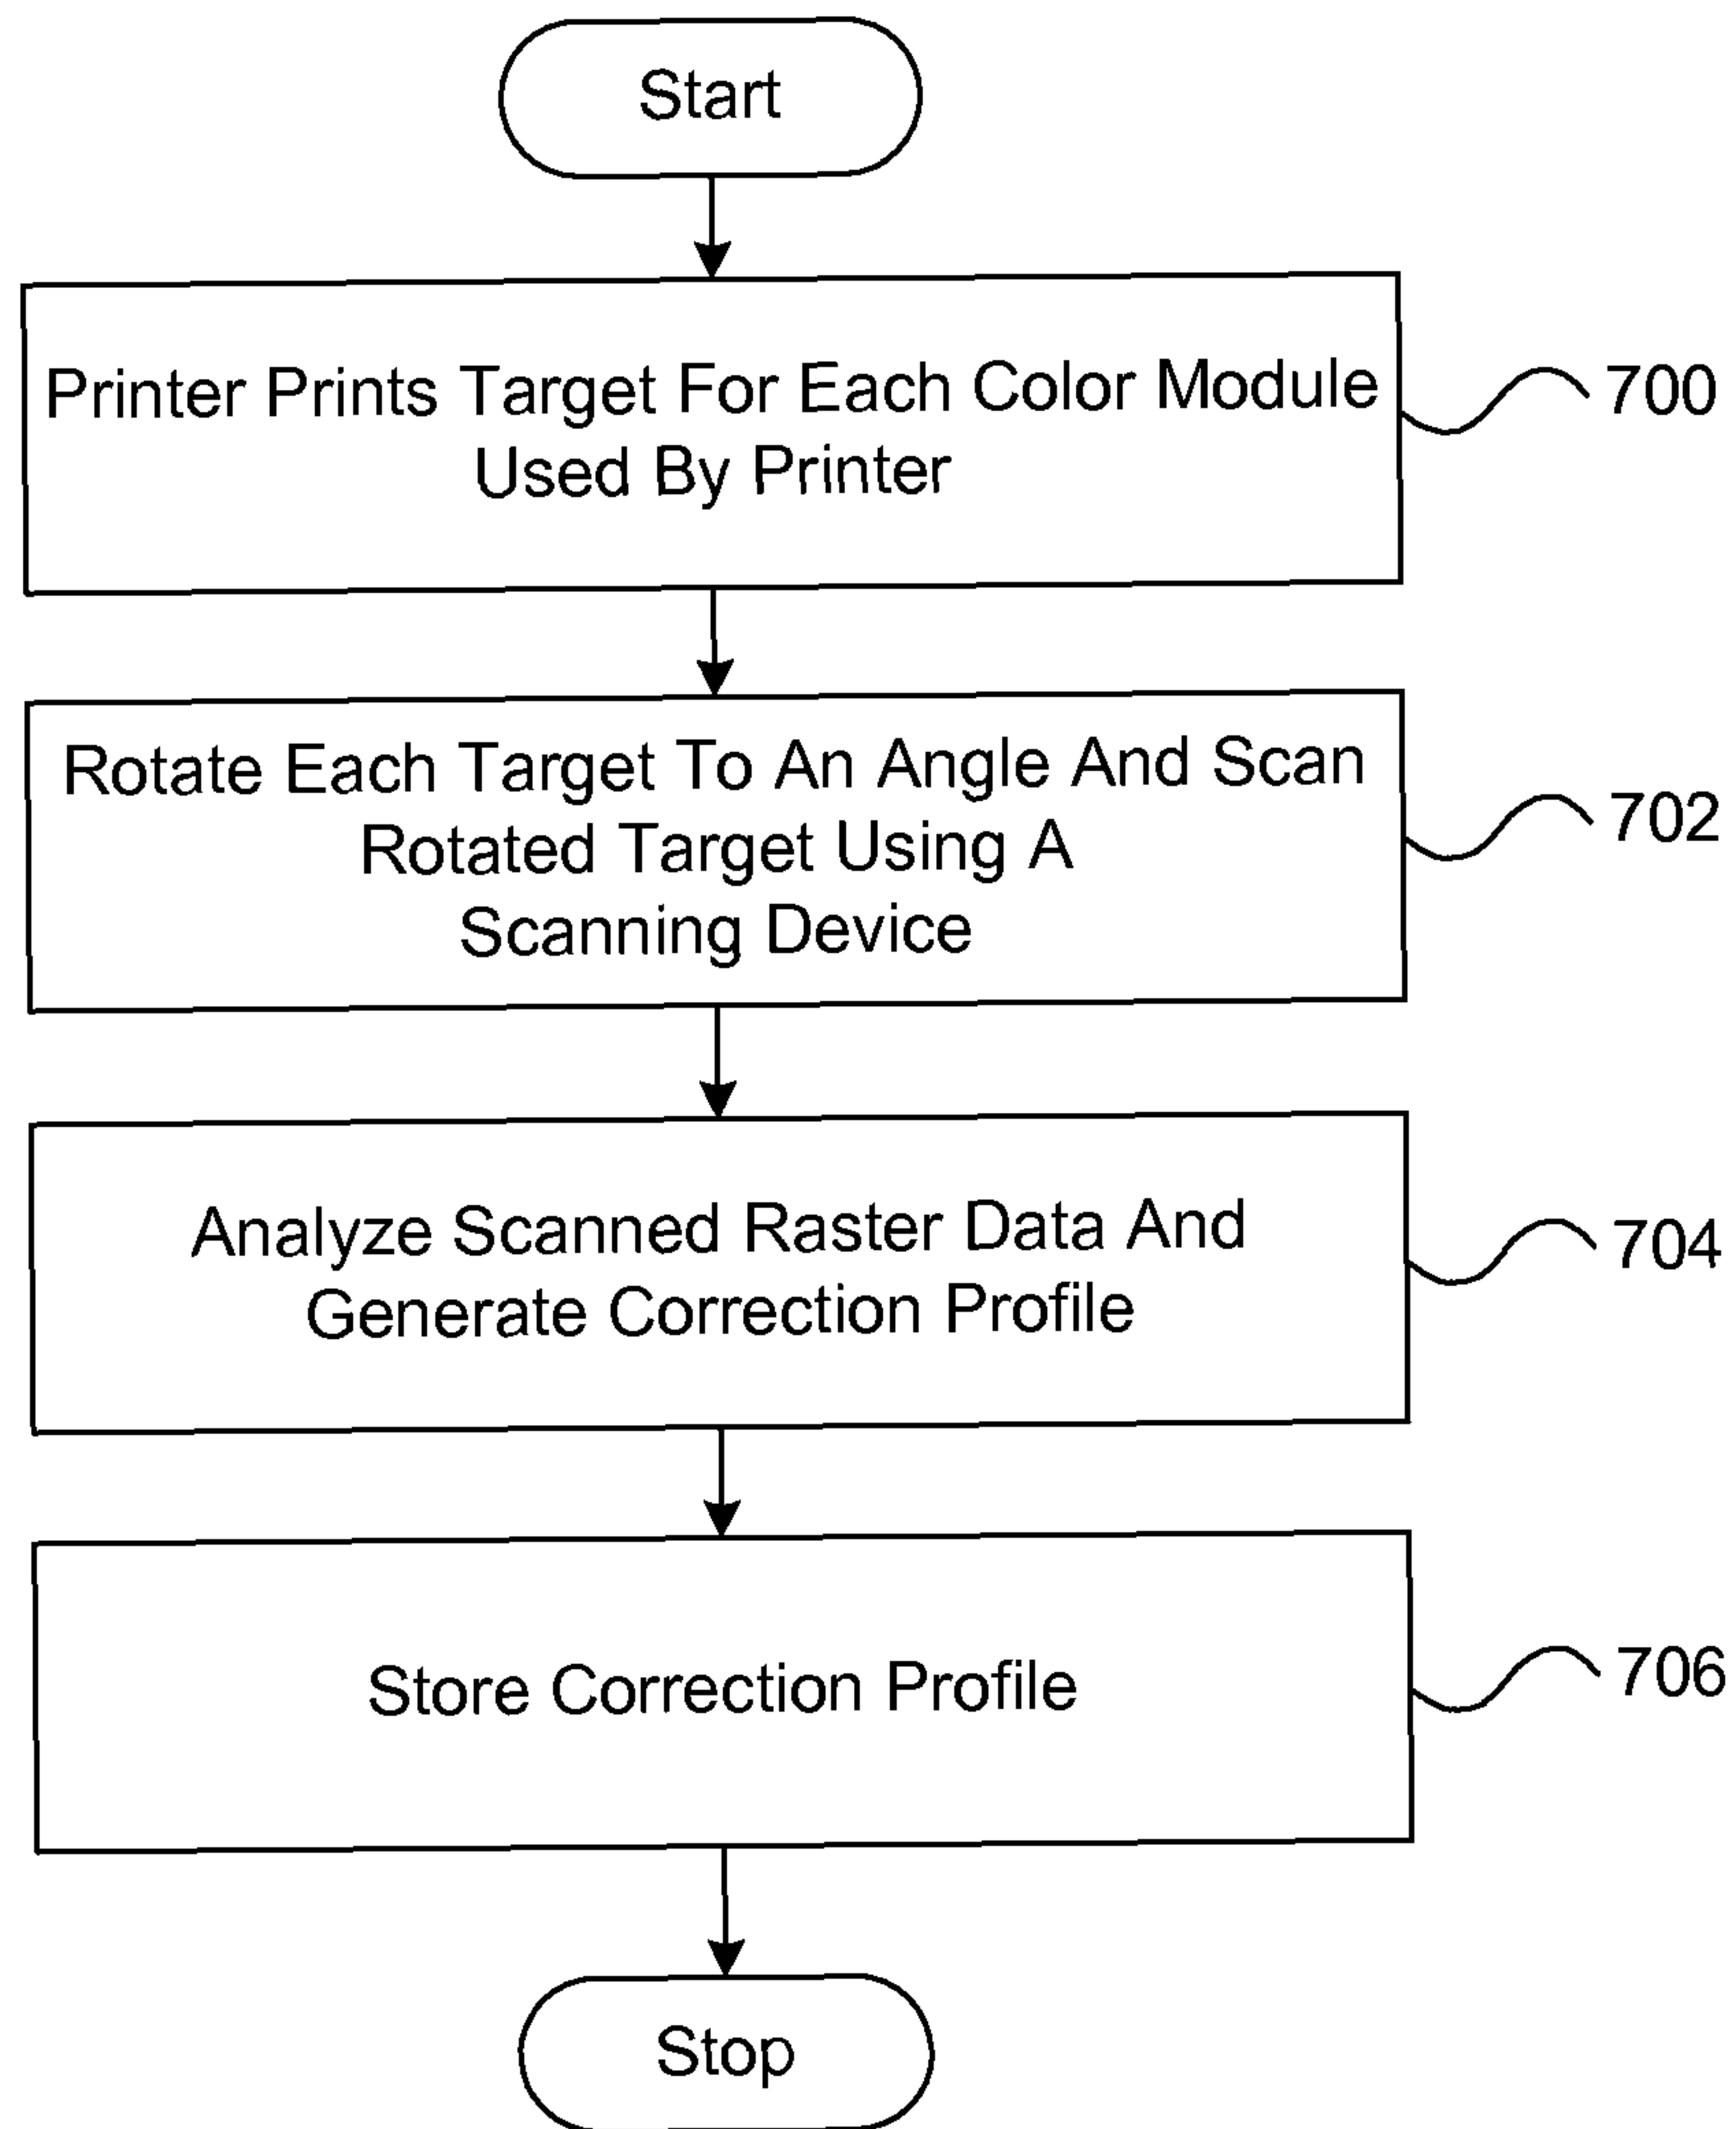 Start
Printer Prints Target For Each Color Module
Used By Printer
700
Rotate Each Target To An Angle And Scan
Rotated Target Using A
Scanning Device
702
Analyze Scanned Raster Data And
Generate Correction Profile
704
Store Correction Profile
706
Stop